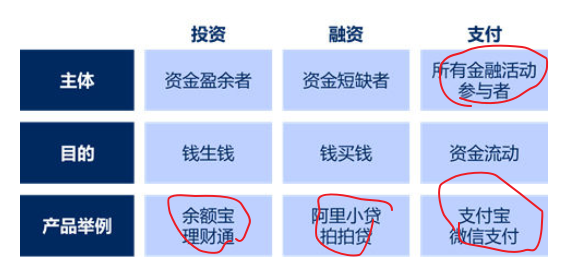 投资 融资 支付
主体 资金盈余者 资金短缺者 所有金融活动
参与者
目的 钱生钱 钱买钱 资金流动
产品举例 余额宝 阿里小贷 支付宝
理财通 拍拍贷 微信支付